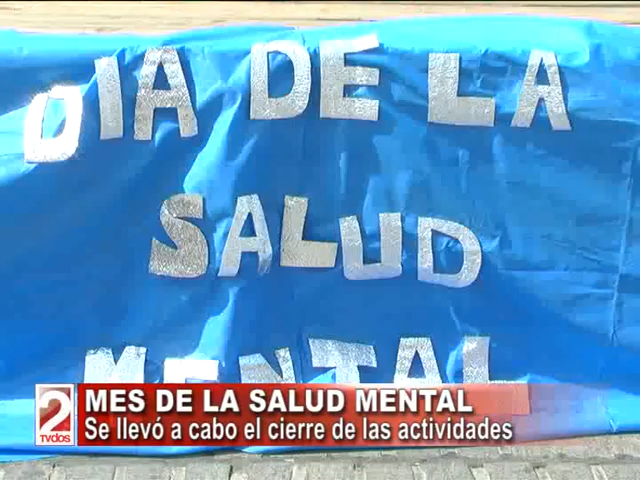 DIA DE LA
SALUD
MENTAL
2
TVDOS
MES DE LA SALUD MENTAL
Se llevó a cabo el cierre de las actividades